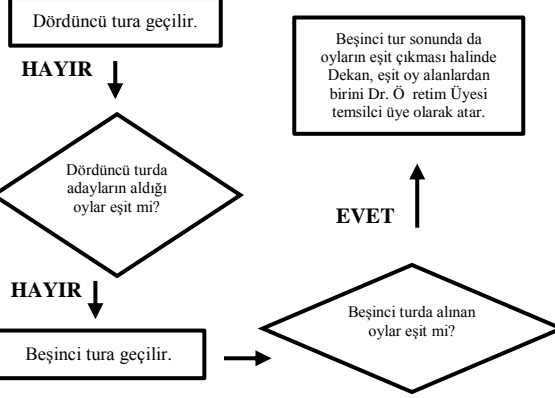 Dördüncü tura geçilir.
HAYIR
Dördüncü turda
adayların aldığı
oylar eşit mi?
HAYIR
Beşinci tura geçilir.
Beşinci turda alınan
oylar eşit mi?
EVET
Beşinci tur sonunda da
oyların eşit çıkması halinde
Dekan, eşit oy alanlardan
birini Dr. Ö retim Üyesi
temsilci üye olarak atar.